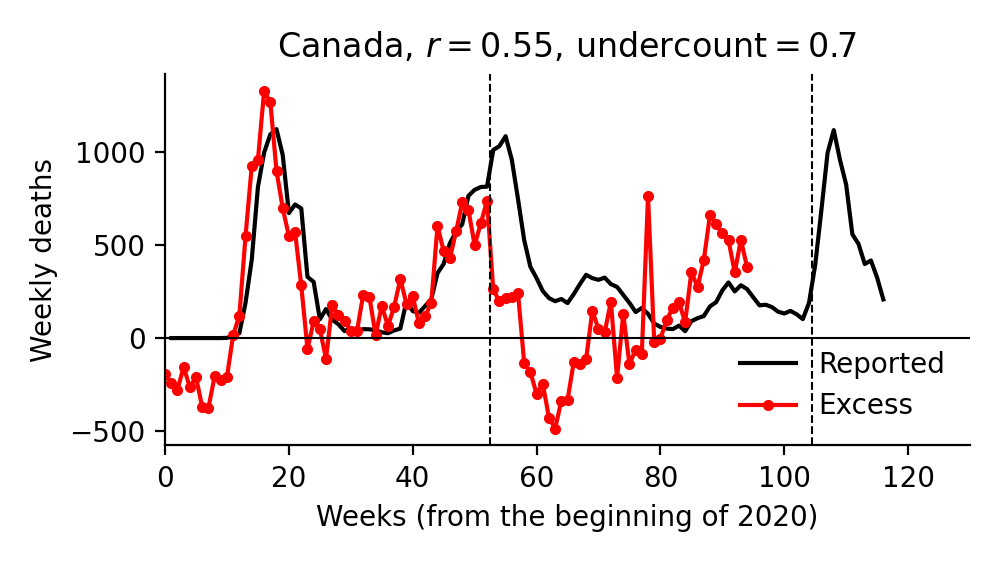 Canada, r = 0.55, undercount = 0.7
Weekly deaths
1000
500
0
−500
0 20 40 60 80 100 120
Weeks (from the beginning of 2020)
Reported
Excess